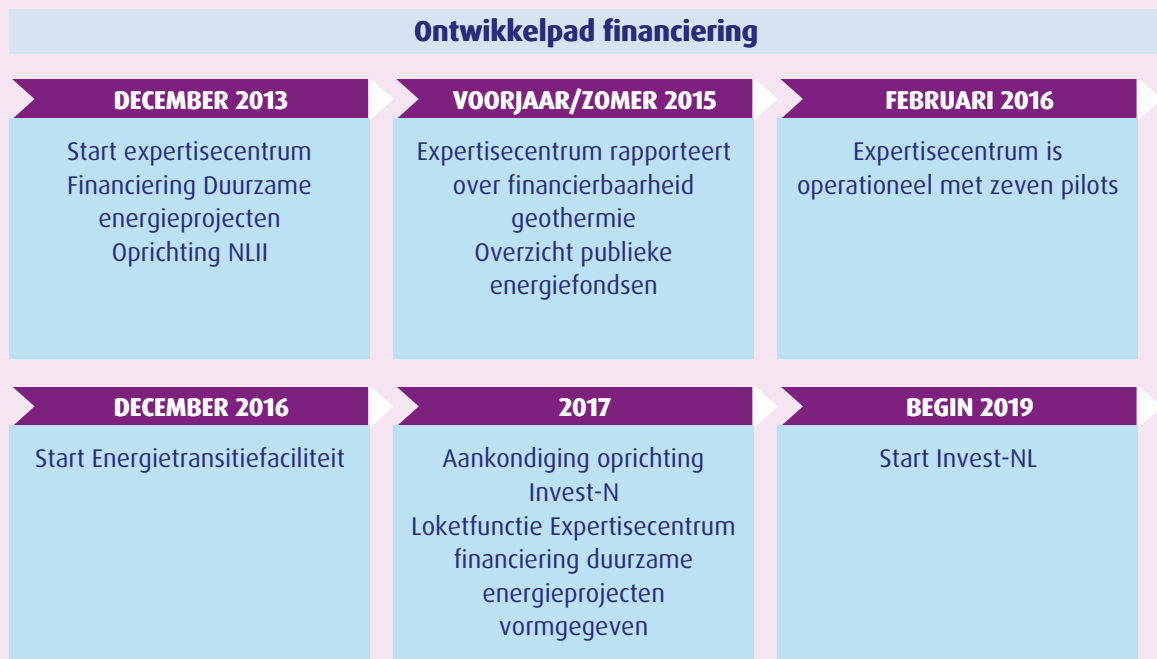 Ontwikkelpad financiering
DECEMBER 2013
Start expertisecentrum
Financiering Duurzame
energieprojecten
Oprichting NLII
VOORJAAR/ZOMER 2015
Expertisecentrum rapporteert
over financierbaarheid
geothermie
Overzicht publieke
energiefondsen
FEBRUARI 2016
Expertisecentrum is
operationeel met zeven pilots
DECEMBER 2016
Start Energietransitiefaciliteit
2017
Aankondiging oprichting
Invest-N
Loketfunctie Expertisecentrum
financiering duurzame
energieprojecten
vormgegeven
BEGIN 2019
Start Invest-NL